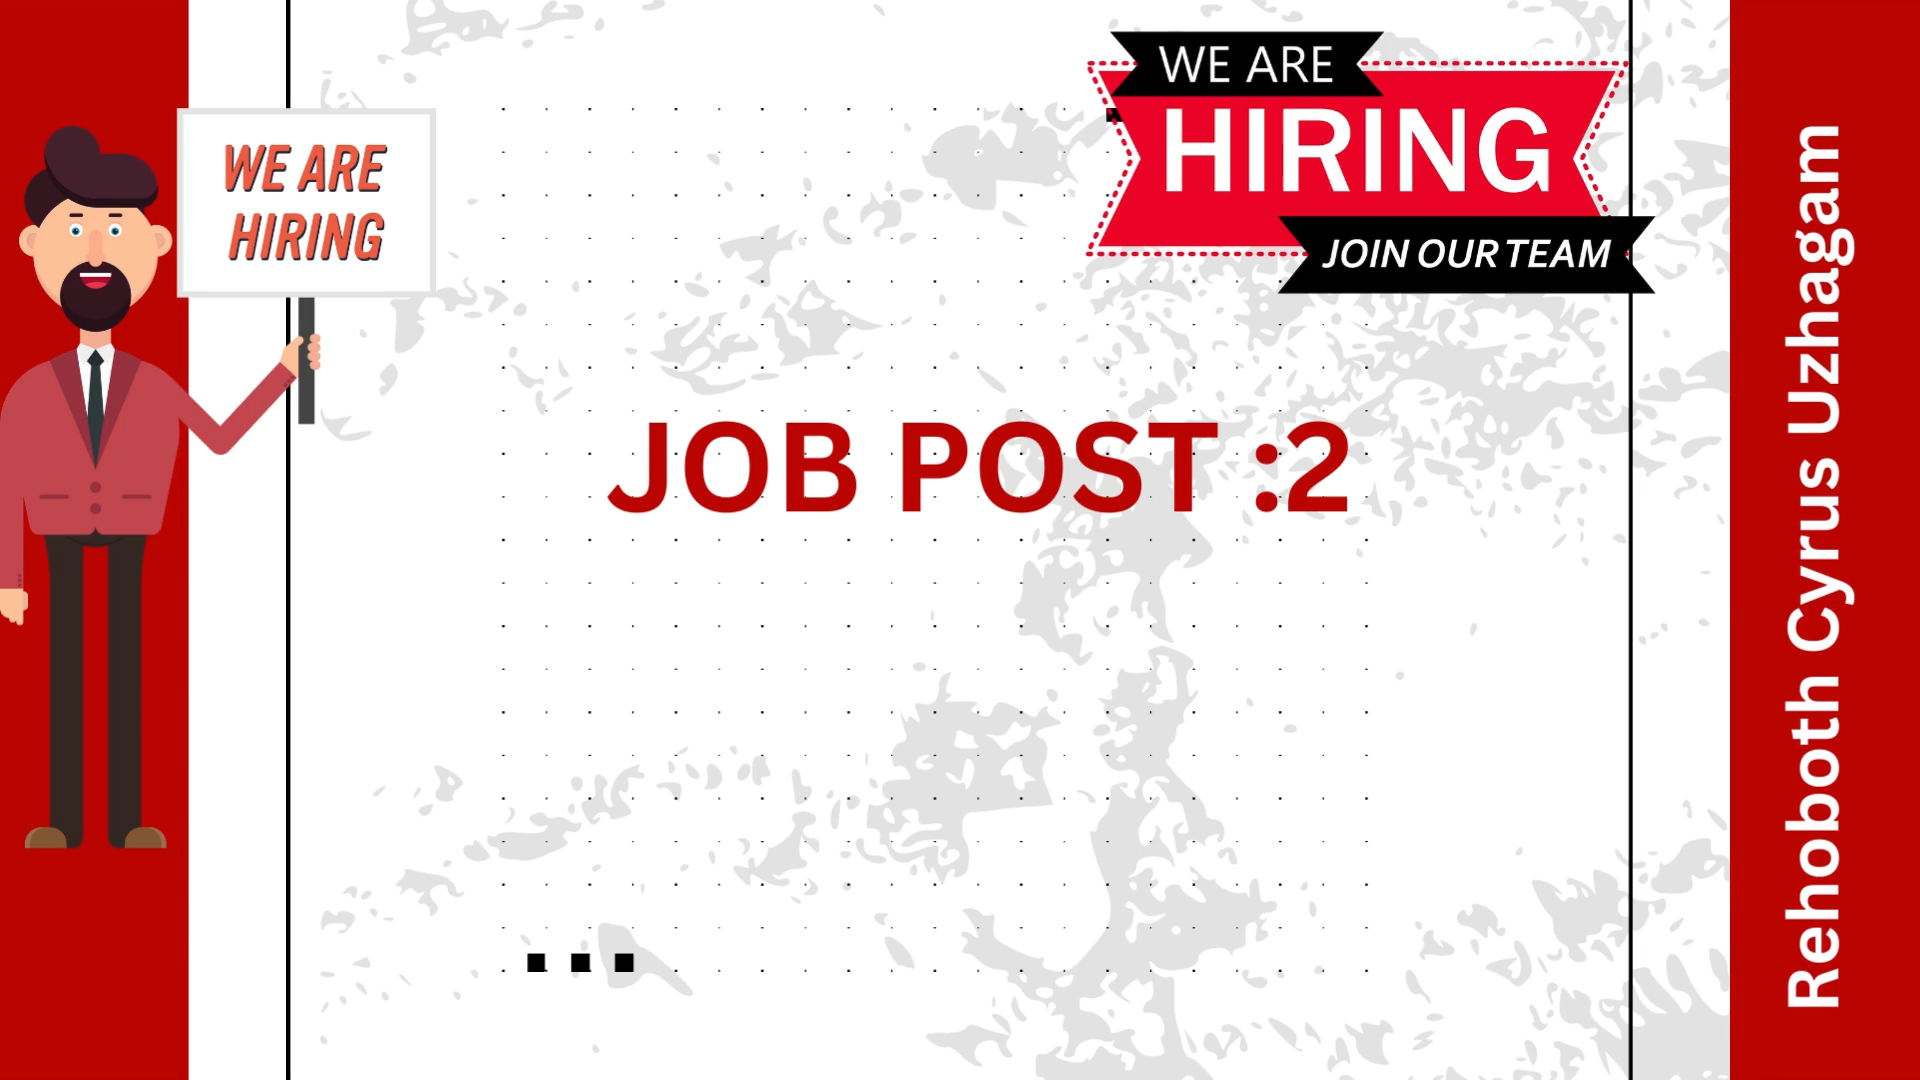 WE ARE
HIRING
WE ARE
HIRING
JOIN OUR TEAM
JOB POST :2
Rehoboth Cyrus Uzhagam